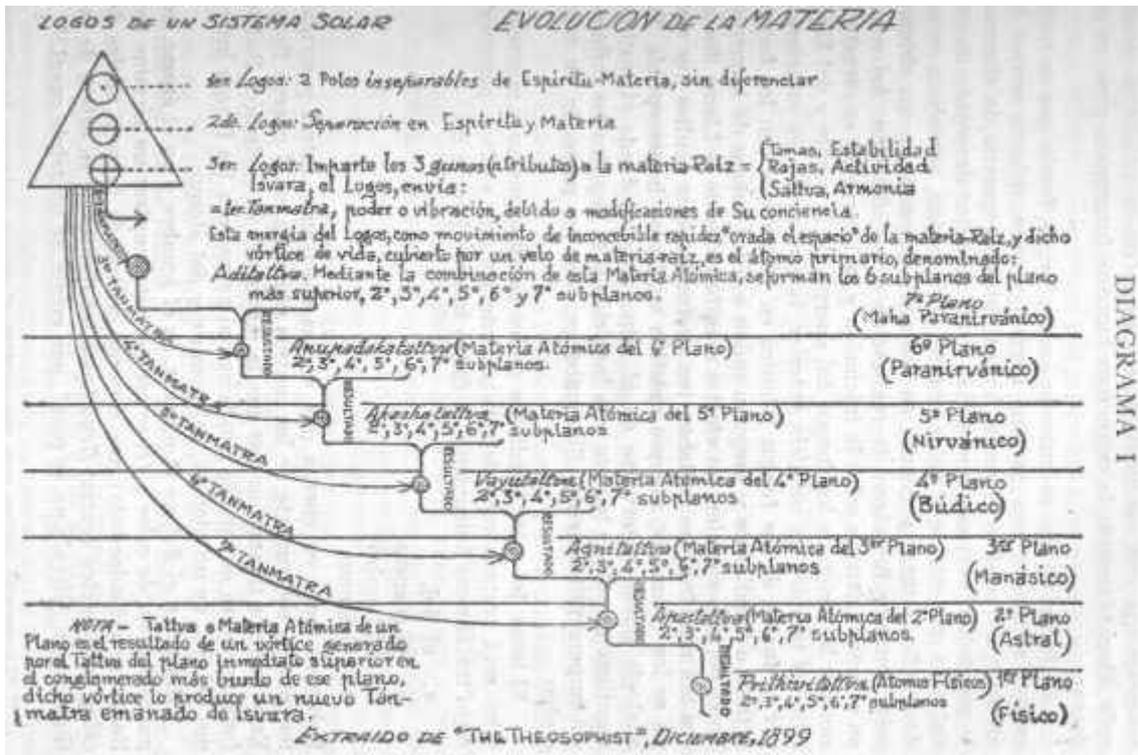 LOGOS DE UN SISTEMA SOLAR
EVOLUCION DE LA MATERIA
1er Logos: 2 Polos inseparables de Espíritu-Materia, sin diferenciar
2do. Logos: Separación en Espíritu y Materia
3er. Logos: Imparte los 3 gunas (atributos) a la materia-Raíz =
Tamas, Estabilidad
Rajas, Actividad
Sattva, Armonía
Isvara, el Logos, envía:
Tanmatra, poder o vibración, debido a modificaciones de Su conciencia.
Esta energía del Logos, como movimiento de inconcebible rapidez "orada el espacio" de la materia-Raíz, y dicho
vórtice de vida, cubierto por un velo de materia-raíz, es el átomo primario, denominado:
Aditattva. Mediante la combinación de esta Materia Atómica, se forman los 6 subplanos del plano
más superior, 2°, 3°, 4°, 5°, 6° y 7° subplanos.
7° Plano
(Maha Paranirvánico)
3er TANMATRA
RESULTADO
Anupadakatattva (Materia Atómica del 6° Plano)
2°, 3°, 4°, 5°, 6°, 7° subplanos.
6° Plano
(Paranirvánico)
4° TANMATRA
RESULTADO
Akashatattva (Materia Atómica del 5° Plano)
2°, 3°, 4°, 5°, 6°, 7° subplanos
5° Plano
(Nirvánico)
5° TANMATRA
RESULTADO
Vayutattva (Materia Atómica del 4° Plano)
2°, 3°, 4°, 5°, 6°, 7° subplanos
4° Plano
(Búdico)
6° TANMATRA
RESULTADO
Agnitattva (Materia Atómica del 3er Plano)
2°, 3°, 4°, 5°, 6°, 7° subplanos
3er Plano
(Manásico)
7° TANMATRA
RESULTADO
Apastattva (Materia Atómica del 2° Plano)
2°, 3°, 4°, 5°, 6°, 7° subplanos.
2° Plano
(Astral)
RESULTADO
Prithivitattva (Atomos Físicos)
2°, 3°, 4°, 5°, 6°, 7° subplanos
1er Plano
(Físico)
NOTA - Tattva o Materia Atómica de un
Plano es el resultado de un vórtice generado
por el Tattva del plano inmediato superior en
el conglomerado más burdo de ese plano,
dicho vórtice lo produce un nuevo Tan-
matra emanado de Isvara.
EXTRAIDO DE "THE THEOSOPHIST", DICIEMBRE, 1899
DIAGRAMA I